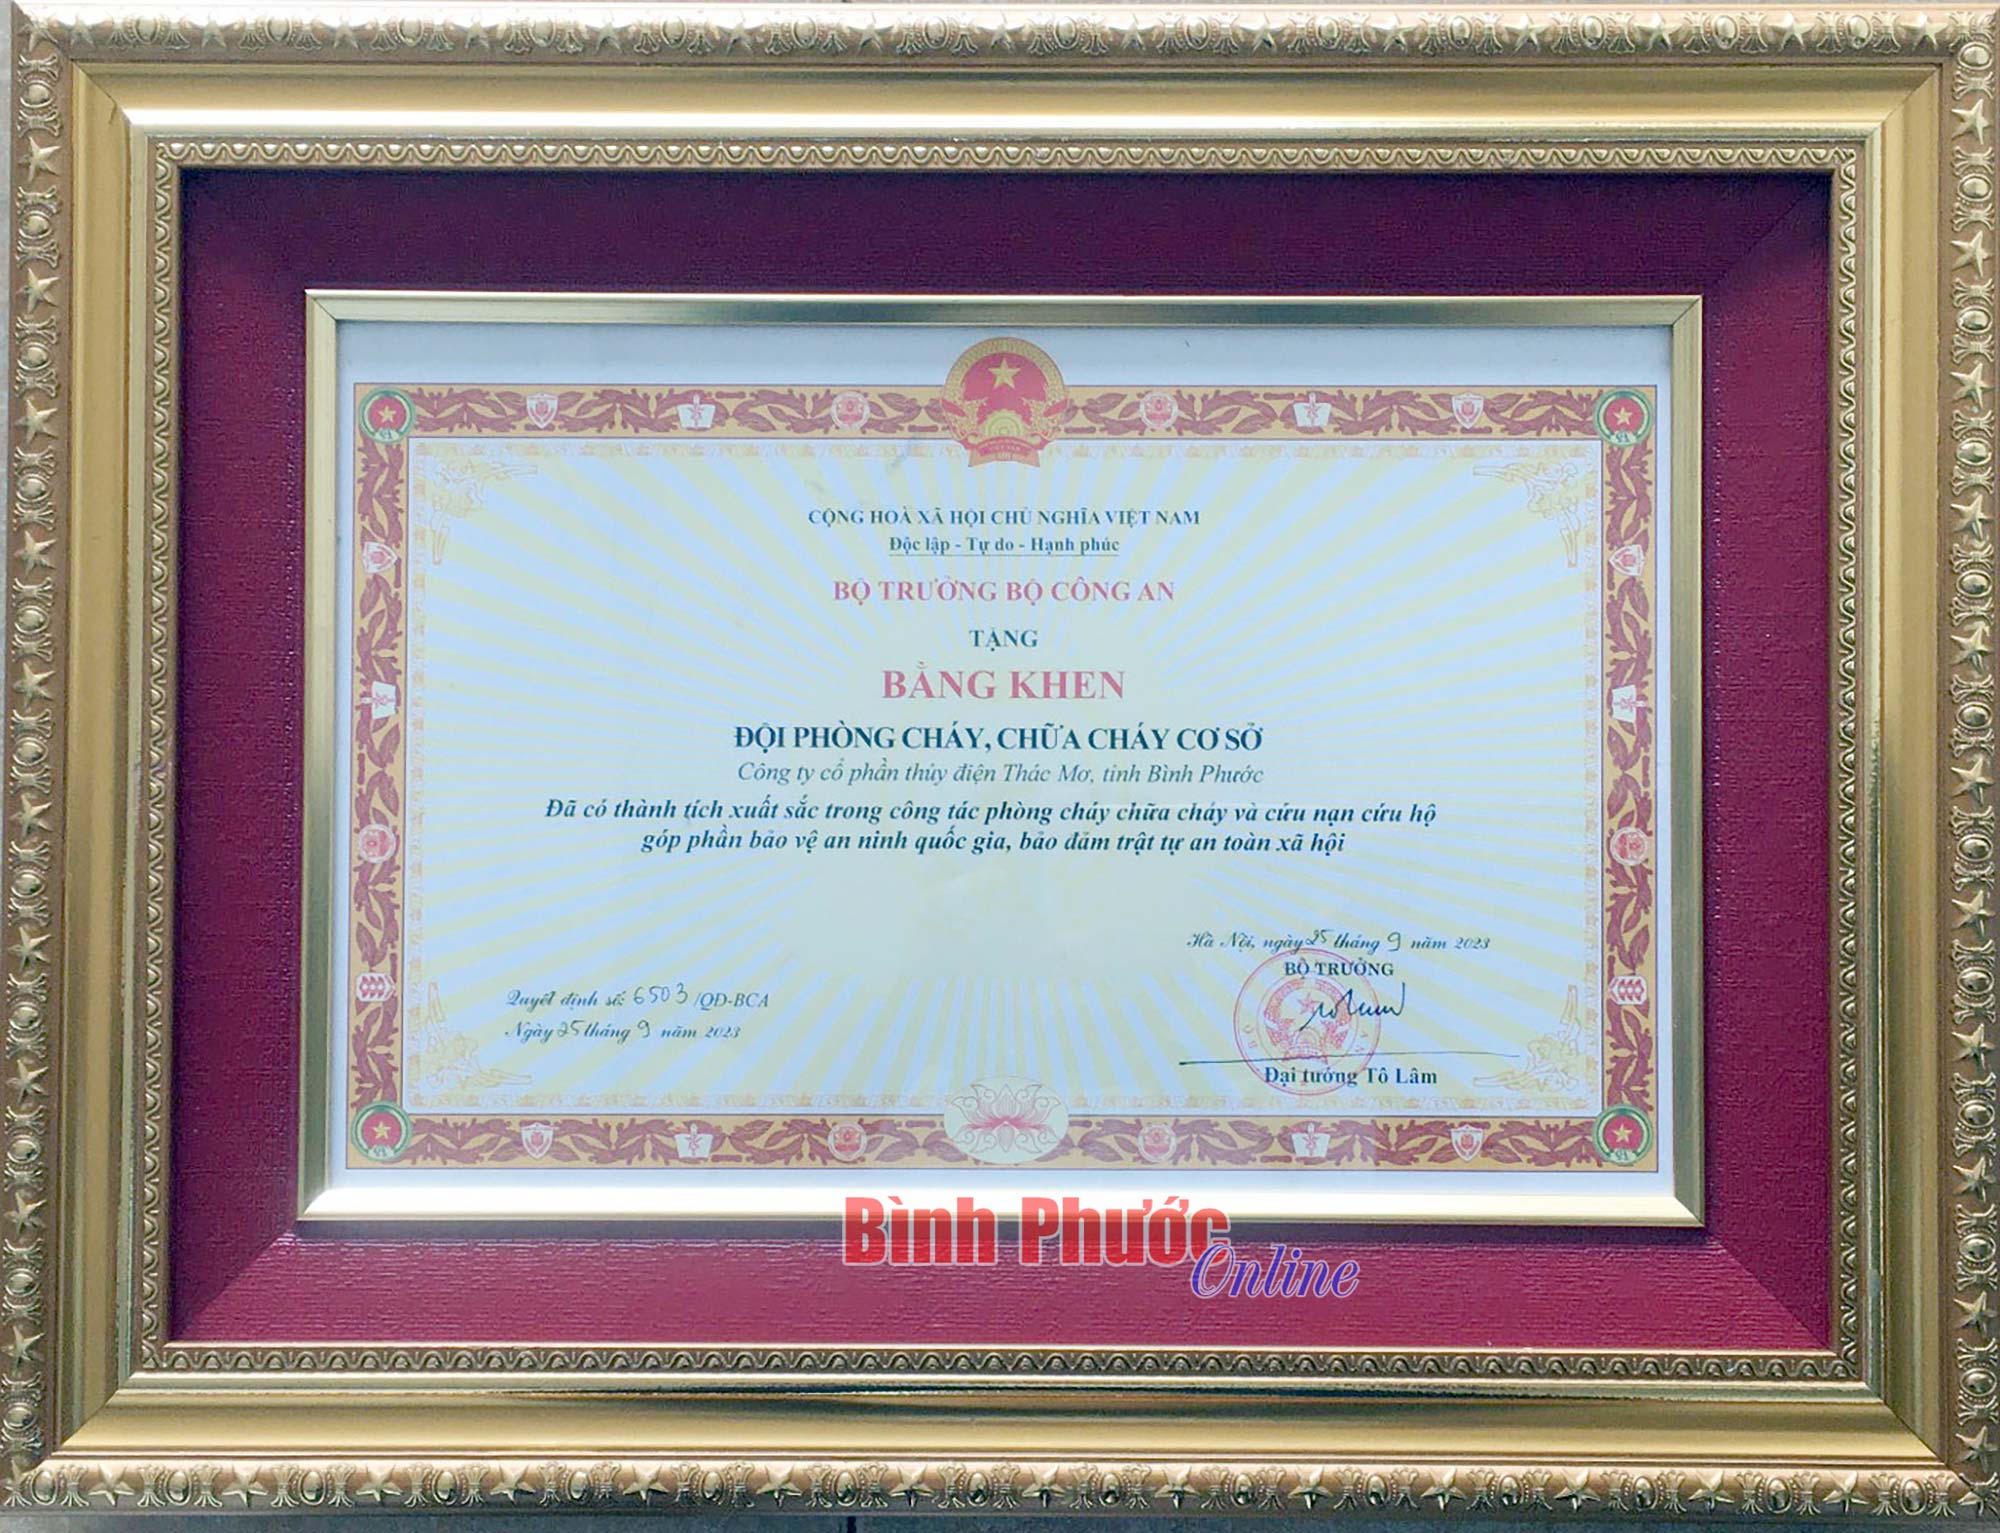 CỘNG HOÀ XÃ HỘI CHỦ NGHĨA VIỆT NAM
Độc lập - Tự do - Hạnh phúc
BỘ TRƯỞNG BỘ CÔNG AN
TẶNG
BẰNG KHEN
ĐỘI PHÒNG CHÁY, CHỮA CHÁY CƠ SỞ
Công ty cổ phần thủy điện Thác Mơ, tỉnh Bình Phước
Đã có thành tích xuất sắc trong công tác phòng cháy chữa cháy và cứu nạn cứu hộ
góp phần bảo vệ an ninh quốc gia, bảo đảm trật tự an toàn xã hội
Hà Nội, ngày 25 tháng 9 năm 2023
BỘ TRƯỞNG
Quyết định số: 6503 /QĐ-BCA
Ngày 25 tháng 9 năm 2023
Đại tướng Tô Lâm
Bình Phước
Online